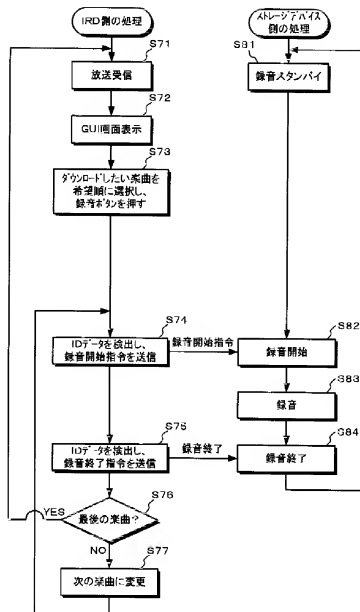 IRD側の処理
S71
放送受信
S72
GUI画面表示
S73
ダウンロードしたい楽曲を
希望順に選択し、
録音ボタンを押す
S74
IDデータを検出し、
録音開始指令を送信
録音開始指令
S75
IDデータを検出し、
録音終了指令を送信
録音終了
S76
最後の楽曲?
YES
NO
S77
次の楽曲に変更
ストレージデバイス
側の処理
S81
録音スタンバイ
S82
録音開始
S83
録音
S84
録音終了